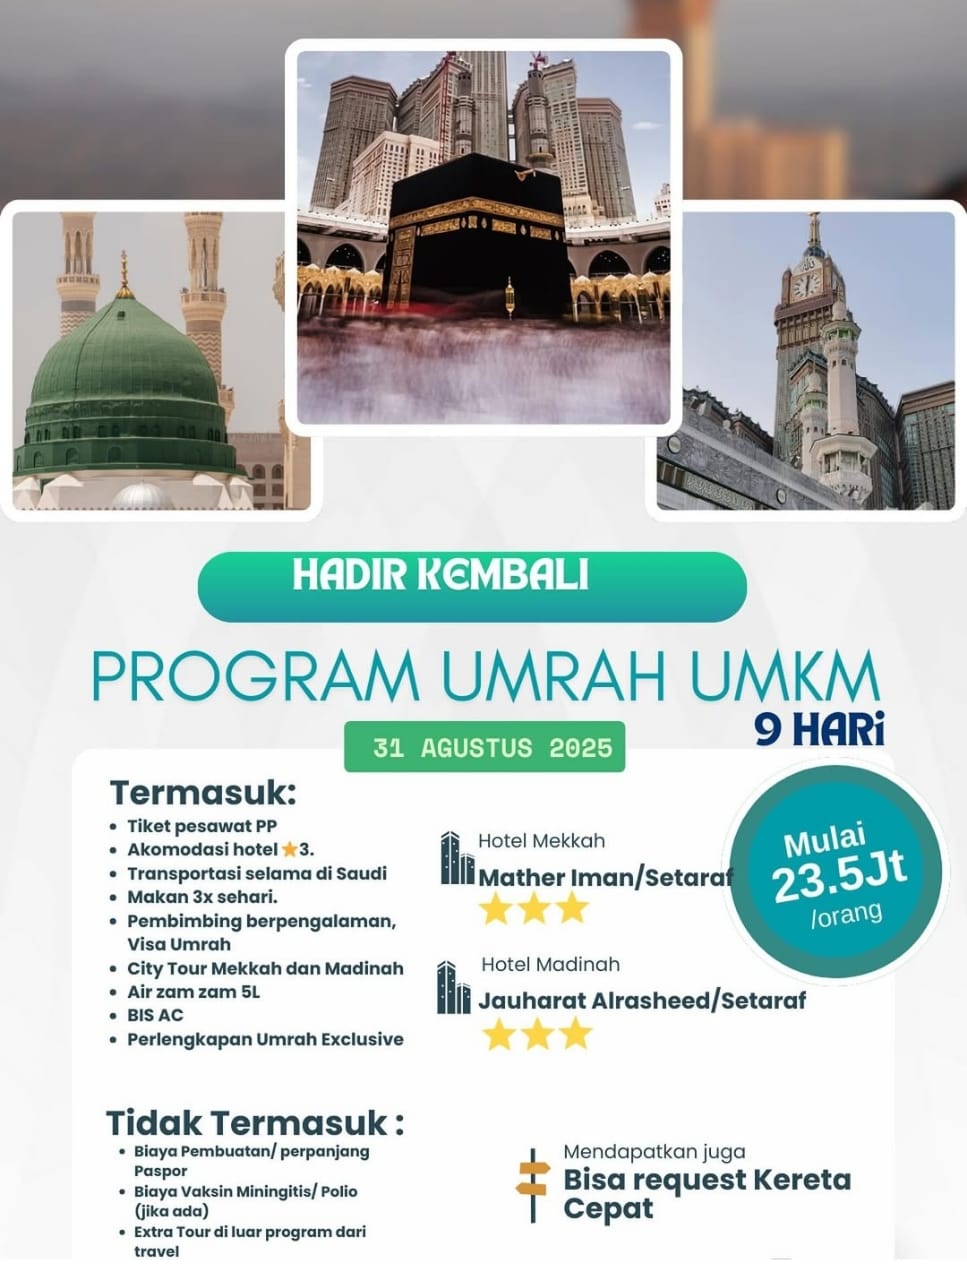 HADIR KEMBALI
PROGRAM UMRAH UMKM
9 HARi
31 AGUSTUS 2025
Termasuk:
• Tiket pesawat PP
• Akomodasi hotel ⭐3.
• Transportasi selama di Saudi
• Makan 3x sehari.
• Pembimbing berpengalaman,
Visa Umrah
• City Tour Mekkah dan Madinah
• Air zam zam 5L
• BIS AC
• Perlengkapan Umrah Exclusive
Hotel Mekkah
Mather Iman/Setaraf
Hotel Madinah
Jauharat Alrasheed/Setaraf
Mulai
23.5Jt
/orang
Tidak Termasuk :
• Biaya Pembuatan/ perpanjang
Paspor
• Biaya Vaksin Miningitis/ Polio
(jika ada)
• Extra Tour di luar program dari
travel
Mendapatkan juga
Bisa request Kereta
Cepat